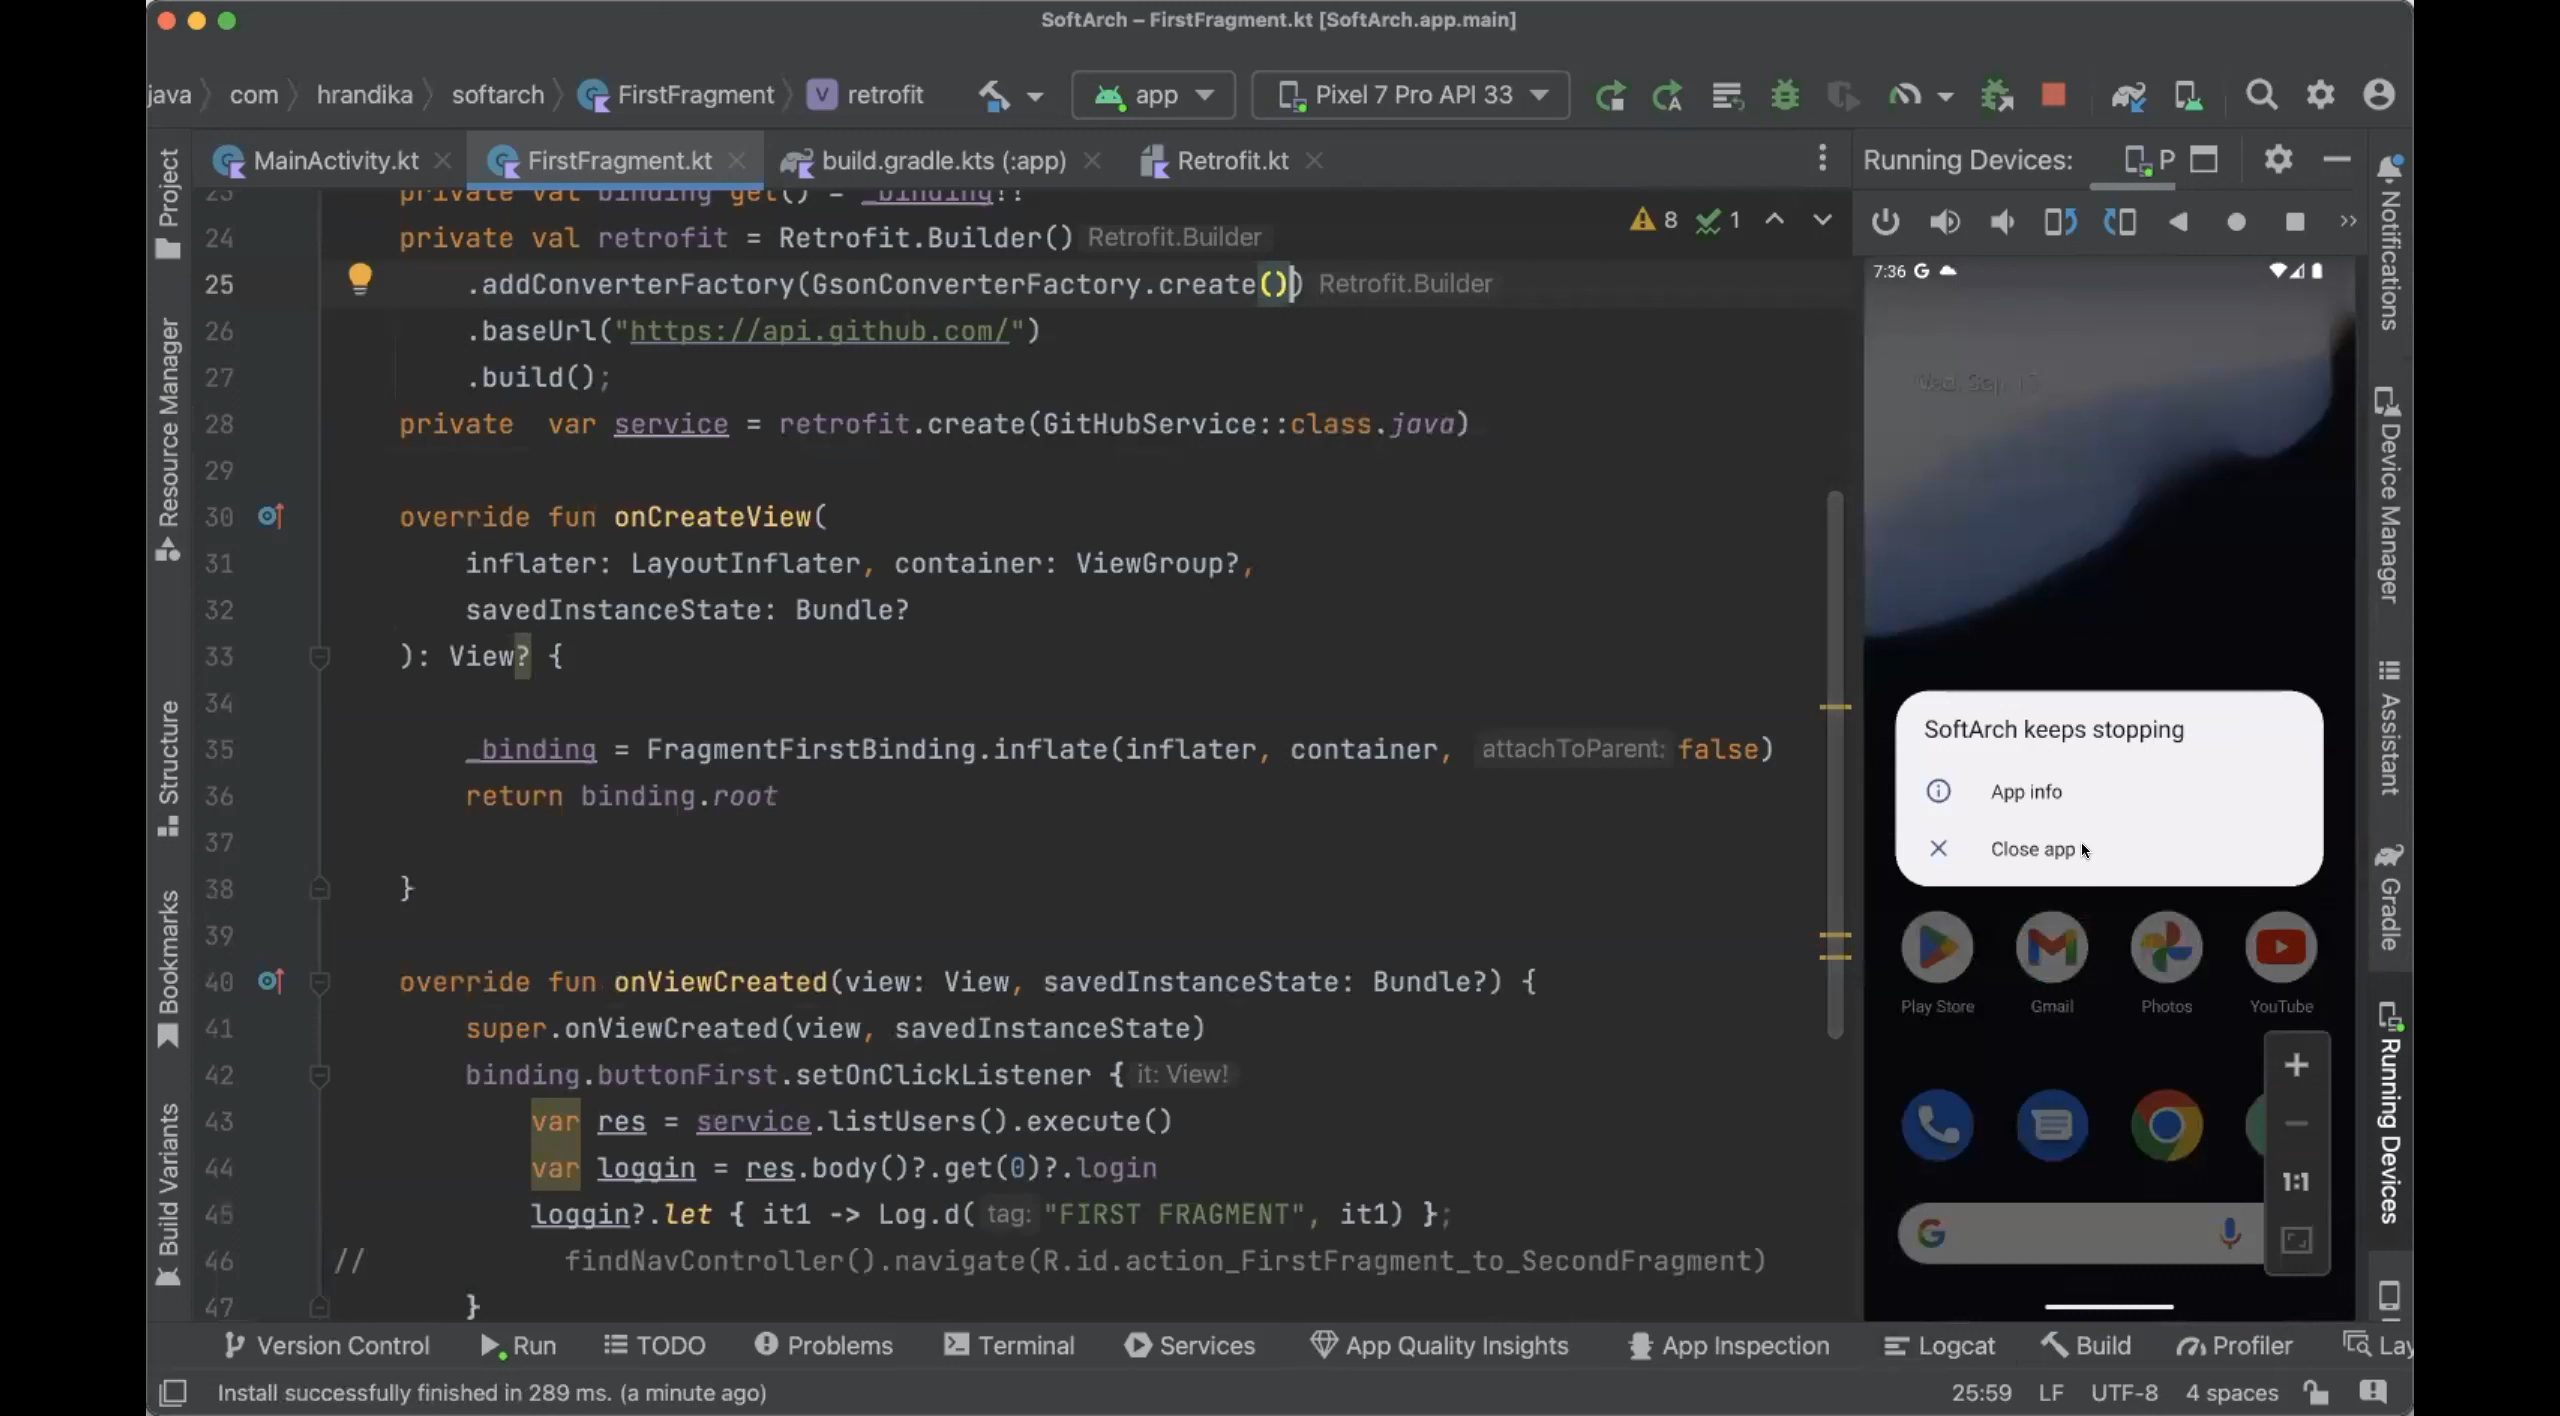 SoftArch – FirstFragment.kt [SoftArch.app.main]
java
com
hrandika
softarch
FirstFragment
retrofit
app
Pixel 7 Pro API 33
MainActivity.kt
FirstFragment.kt
build.gradle.kts (:app)
Retrofit.kt
Running Devices:
P
Project
Resource Manager
Structure
Bookmarks
Build Variants
23 private val binding get() = _binding!!
24 private val retrofit = Retrofit.Builder() Retrofit.Builder
25 .addConverterFactory(GsonConverterFactory.create()) Retrofit.Builder
26 .baseUrl("https://api.github.com/")
27 .build();
28 private  var service = retrofit.create(GitHubService::class.java)
29
30 override fun onCreateView(
31 inflater: LayoutInflater, container: ViewGroup?,
32 savedInstanceState: Bundle?
33 ): View? {
34
35 _binding = FragmentFirstBinding.inflate(inflater, container, attachToParent: false)
36 return binding.root
37
38 }
39
40 override fun onViewCreated(view: View, savedInstanceState: Bundle?) {
41 super.onViewCreated(view, savedInstanceState)
42 binding.buttonFirst.setOnClickListener { it: View!
43 var res = service.listUsers().execute()
44 var loggin = res.body()?.get(0)?.login
45 loggin?.let { it1 -> Log.d( tag: "FIRST FRAGMENT", it1) };
46 // findNavController().navigate(R.id.action_FirstFragment_to_SecondFragment)
47 }
8
1
7:36
SoftArch keeps stopping
App info
Close app
Play Store
Gmail
Photos
YouTube
1:1
Notifications
Device Manager
Assistant
Gradle
Running Devices
Version Control
Run
TODO
Problems
Terminal
Services
App Quality Insights
App Inspection
Logcat
Build
Profiler
Lay
Install successfully finished in 289 ms. (a minute ago)
25:59
LF
UTF-8
4 spaces